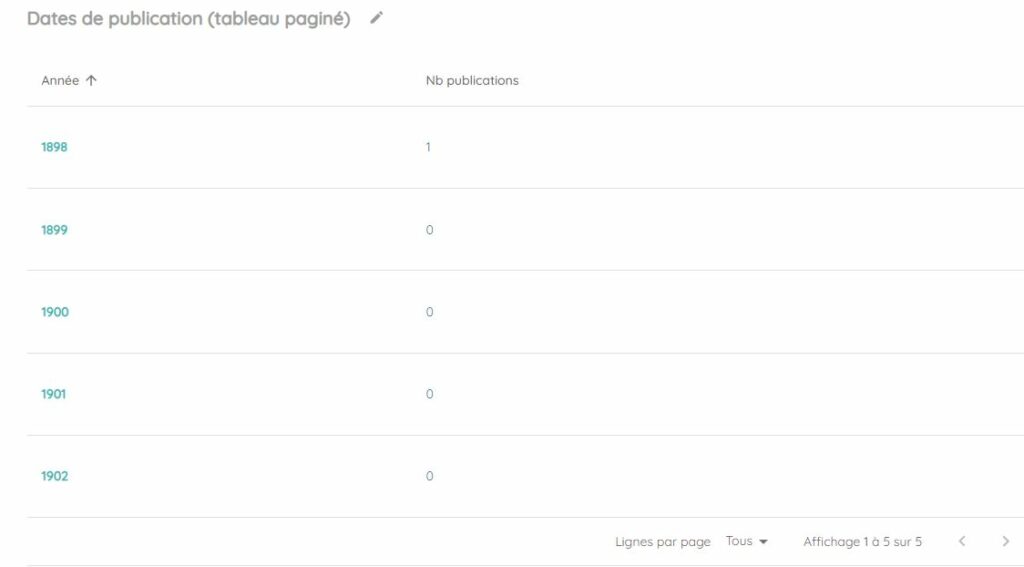 Dates de publication (tableau paginé)
Année Nb publications
1898 1
1899 0
1900 0
1901 0
1902 0
Lignes par page Tous Affichage 1 à 5 sur 5